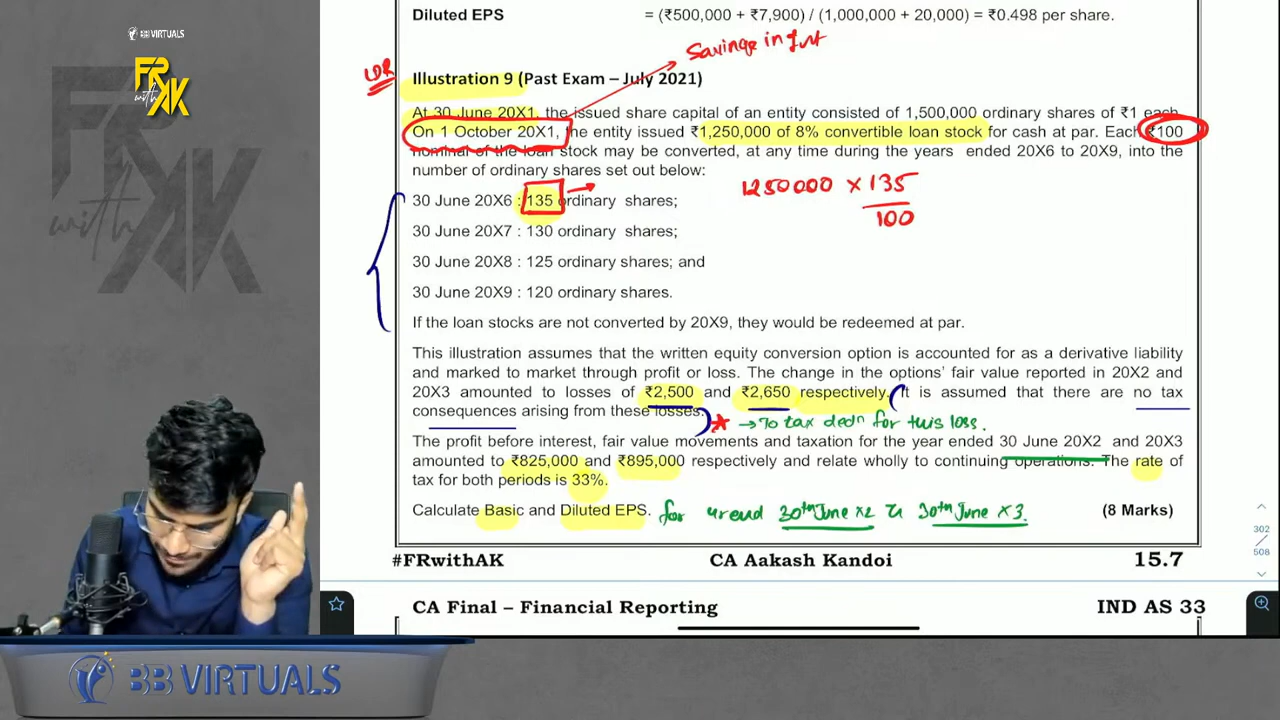 Diluted EPS = (₹500,000 + ₹7,900) / (1,000,000 + 20,000) = ₹0.498 per share.
BB VIRTUALS
FR with AK
Savings in Int
LDR
Illustration 9 (Past Exam – July 2021)
At 30 June 20X1, the issued share capital of an entity consisted of 1,500,000 ordinary shares of ₹1 each.
On 1 October 20X1, the entity issued ₹1,250,000 of 8% convertible loan stock for cash at par. Each ₹100
nominal of the loan stock may be converted, at any time during the years ended 20X6 to 20X9, into the
number of ordinary shares set out below:
1250000 × 135
100
30 June 20X6 : 135 ordinary shares;
30 June 20X7 : 130 ordinary shares;
30 June 20X8 : 125 ordinary shares; and
30 June 20X9 : 120 ordinary shares.
If the loan stocks are not converted by 20X9, they would be redeemed at par.
This illustration assumes that the written equity conversion option is accounted for as a derivative liability
and marked to market through profit or loss. The change in the options' fair value reported in 20X2 and
20X3 amounted to losses of ₹2,500 and ₹2,650 respectively. It is assumed that there are no tax
consequences arising from these losses.
→ No tax dedn for this loss.
The profit before interest, fair value movements and taxation for the year ended 30 June 20X2 and 20X3
amounted to ₹825,000 and ₹895,000 respectively and relate wholly to continuing operations. The rate of
tax for both periods is 33%.
Calculate Basic and Diluted EPS. for yr end 30th June X2 & 30th June X3. (8 Marks)
302
508
#FRwithAK CA Aakash Kandoi 15.7
CA Final – Financial Reporting IND AS 33
BB VIRTUALS